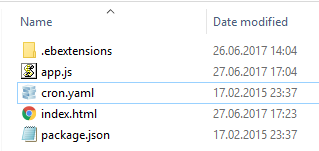 Name Date modified
.ebextensions 26.06.2017 14:04
app.js 27.06.2017 17:04
cron.yaml 17.02.2015 23:37
index.html 27.06.2017 17:23
package.json 17.02.2015 23:37